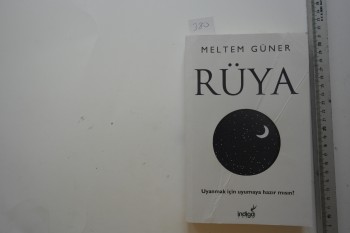 MELTEM GÜNER
RÜYA
Uyanmak için uyumaya hazır mısın?
indigo